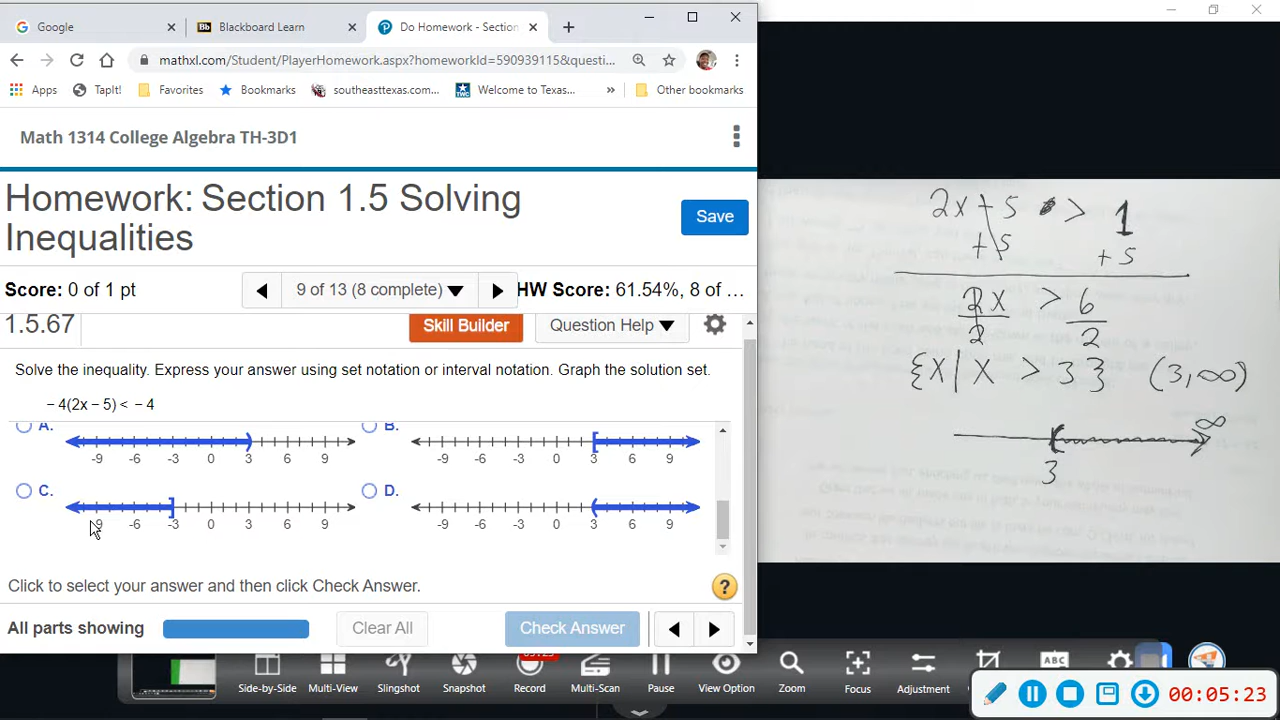 Google
Blackboard Learn
Do Homework - Section
mathxl.com/Student/PlayerHomework.aspx?homeworkId=590939115&questi...
Apps
TapIt!
Favorites
Bookmarks
southeasttexas.com...
Welcome to Texas...
»
Other bookmarks
Math 1314 College Algebra TH-3D1
Homework: Section 1.5 Solving
Inequalities
Save
Score: 0 of 1 pt
9 of 13 (8 complete)
HW Score: 61.54%, 8 of ...
1.5.67
Skill Builder
Question Help
Solve the inequality. Express your answer using set notation or interval notation. Graph the solution set.
− 4(2x − 5) < − 4
A.
-9 -6 -3 0 3 6 9
B.
-9 -6 -3 0 3 6 9
C.
-9 -6 -3 0 3 6 9
D.
-9 -6 -3 0 3 6 9
Click to select your answer and then click Check Answer.
?
All parts showing
Clear All
Check Answer
2x - 5 > 1
+ 5 + 5
2x > 6
2 2
{x | x > 3} (3, ∞)
∞
3
Side-by-Side
Multi-View
Slingshot
Snapshot
Record
Multi-Scan
Pause
View Option
Zoom
Focus
Adjustment
ABC
00:05:23